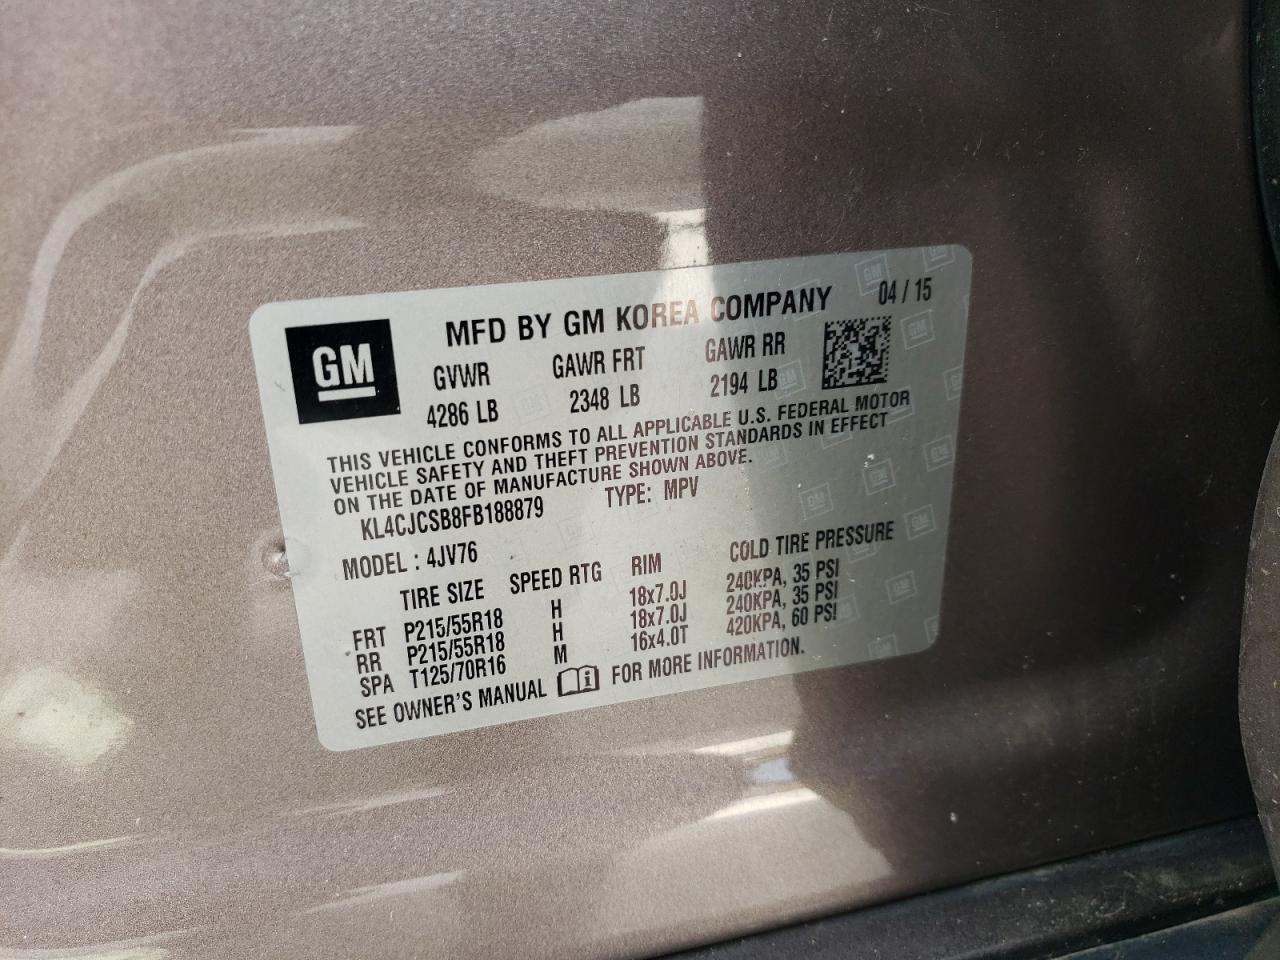 MFD BY GM KOREA COMPANY 04 / 15
GM
GVWR GAWR FRT GAWR RR
4286 LB 2348 LB 2194 LB
THIS VEHICLE CONFORMS TO ALL APPLICABLE U.S. FEDERAL MOTOR
VEHICLE SAFETY AND THEFT PREVENTION STANDARDS IN EFFECT
ON THE DATE OF MANUFACTURE SHOWN ABOVE.
KL4CJCSB8FB188879 TYPE: MPV
MODEL : 4JV76
TIRE SIZE SPEED RTG RIM COLD TIRE PRESSURE
FRT P215/55R18 H 18x7.0J 240KPA, 35 PSI
RR P215/55R18 H 18x7.0J 240KPA, 35 PSI
SPA T125/70R16 M 16x4.0T 420KPA, 60 PSI
SEE OWNER'S MANUAL i FOR MORE INFORMATION.